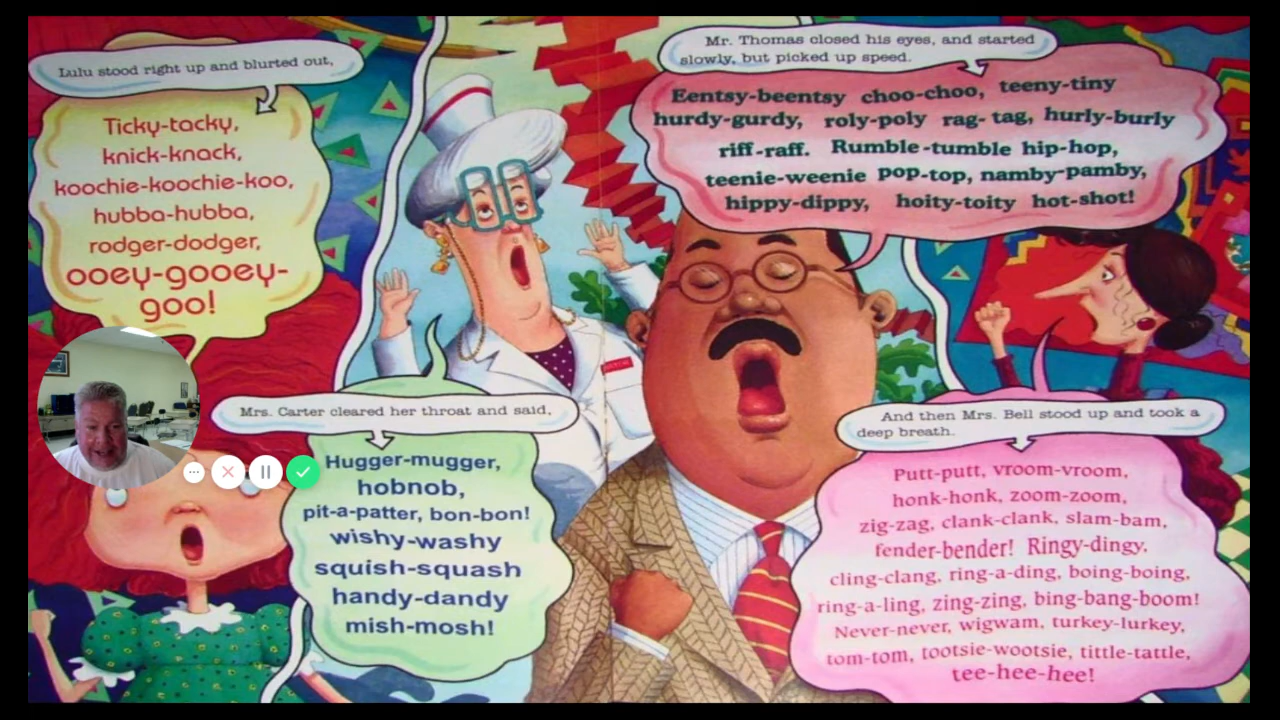 Lulu stood right up and blurted out,
Ticky-tacky,
knick-knack,
koochie-koochie-koo,
hubba-hubba,
rodger-dodger,
ooey-gooey-
goo!
Mrs. Carter cleared her throat and said,
Hugger-mugger,
hobnob,
pit-a-patter, bon-bon!
wishy-washy
squish-squash
handy-dandy
mish-mosh!
Mr. Thomas closed his eyes, and started
slowly, but picked up speed.
Eentsy-beentsy choo-choo, teeny-tiny
hurdy-gurdy, roly-poly rag-tag, hurly-burly
riff-raff. Rumble-tumble hip-hop,
teenie-weenie pop-top, namby-pamby,
hippy-dippy, hoity-toity hot-shot!
And then Mrs. Bell stood up and took a
deep breath.
Putt-putt, vroom-vroom,
honk-honk, zoom-zoom,
zig-zag, clank-clank, slam-bam,
fender-bender! Ringy-dingy,
cling-clang, ring-a-ding, boing-boing,
ring-a-ling, zing-zing, bing-bang-boom!
Never-never, wigwam, turkey-lurkey,
tom-tom, tootsie-wootsie, tittle-tattle,
tee-hee-hee!